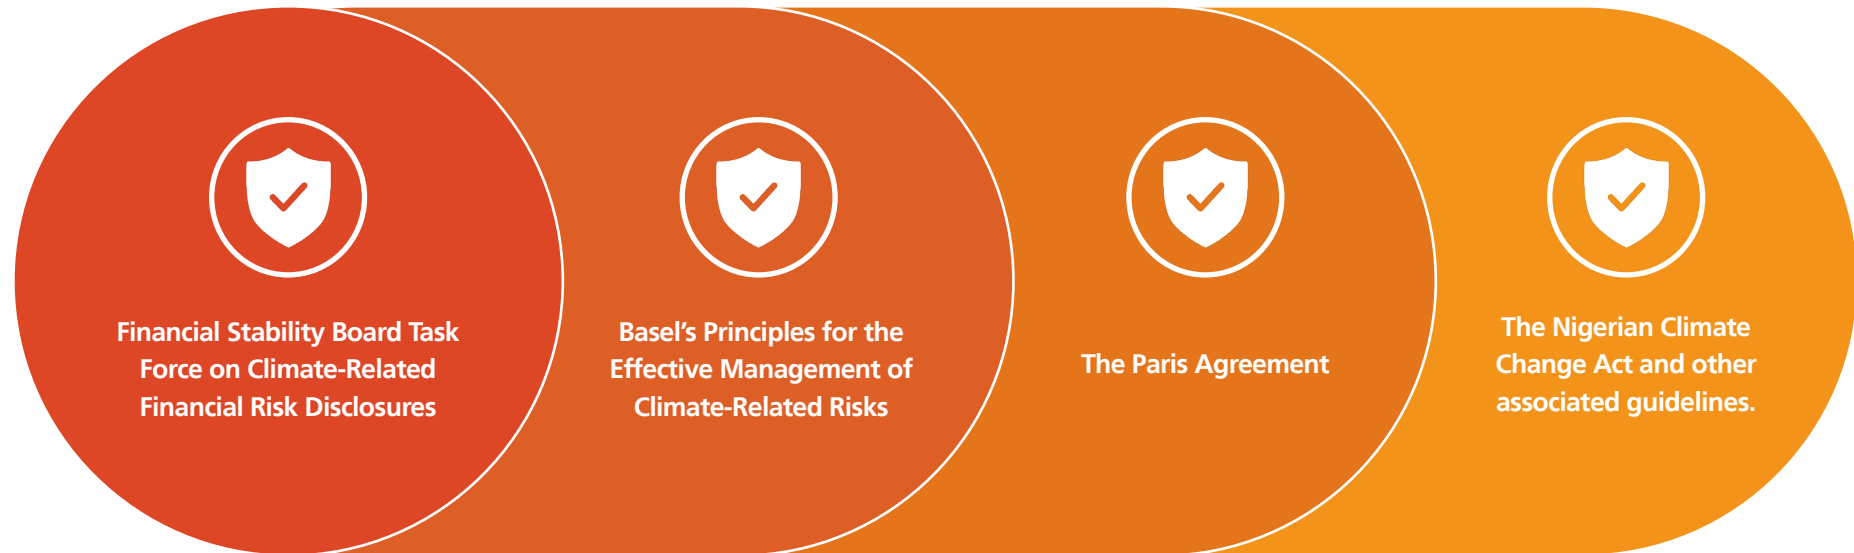 Financial Stability Board Task
Force on Climate-Related
Financial Risk Disclosures
Basel’s Principles for the
Effective Management of
Climate-Related Risks
The Paris Agreement
The Nigerian Climate
Change Act and other
associated guidelines.